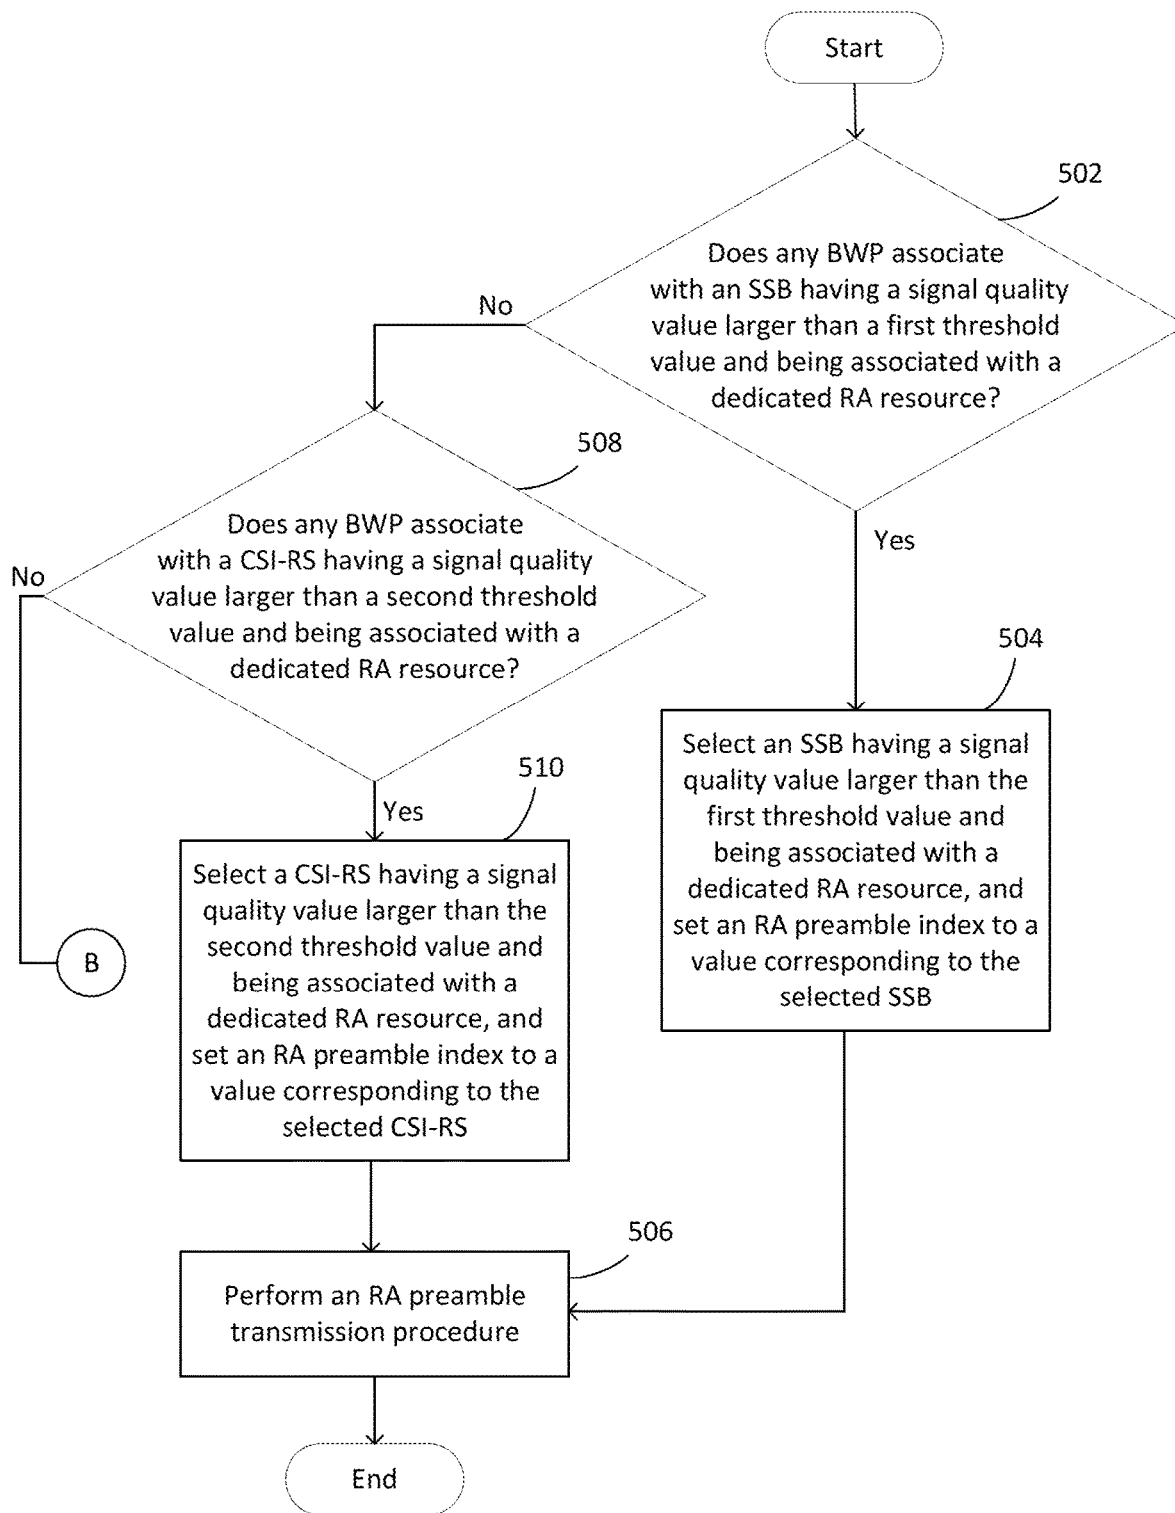 Start
502
Does any BWP associate
with an SSB having a signal quality
value larger than a first threshold
value and being associated with a
dedicated RA resource?
No
Yes
508
Does any BWP associate
with a CSI-RS having a signal quality
value larger than a second threshold
value and being associated with a
dedicated RA resource?
No
Yes
504
Select an SSB having a signal
quality value larger than the
first threshold value and
being associated with a
dedicated RA resource, and
set an RA preamble index to a
value corresponding to the
selected SSB
510
Select a CSI-RS having a signal
quality value larger than the
second threshold value and
being associated with a
dedicated RA resource, and
set an RA preamble index to a
value corresponding to the
selected CSI-RS
B
506
Perform an RA preamble
transmission procedure
End